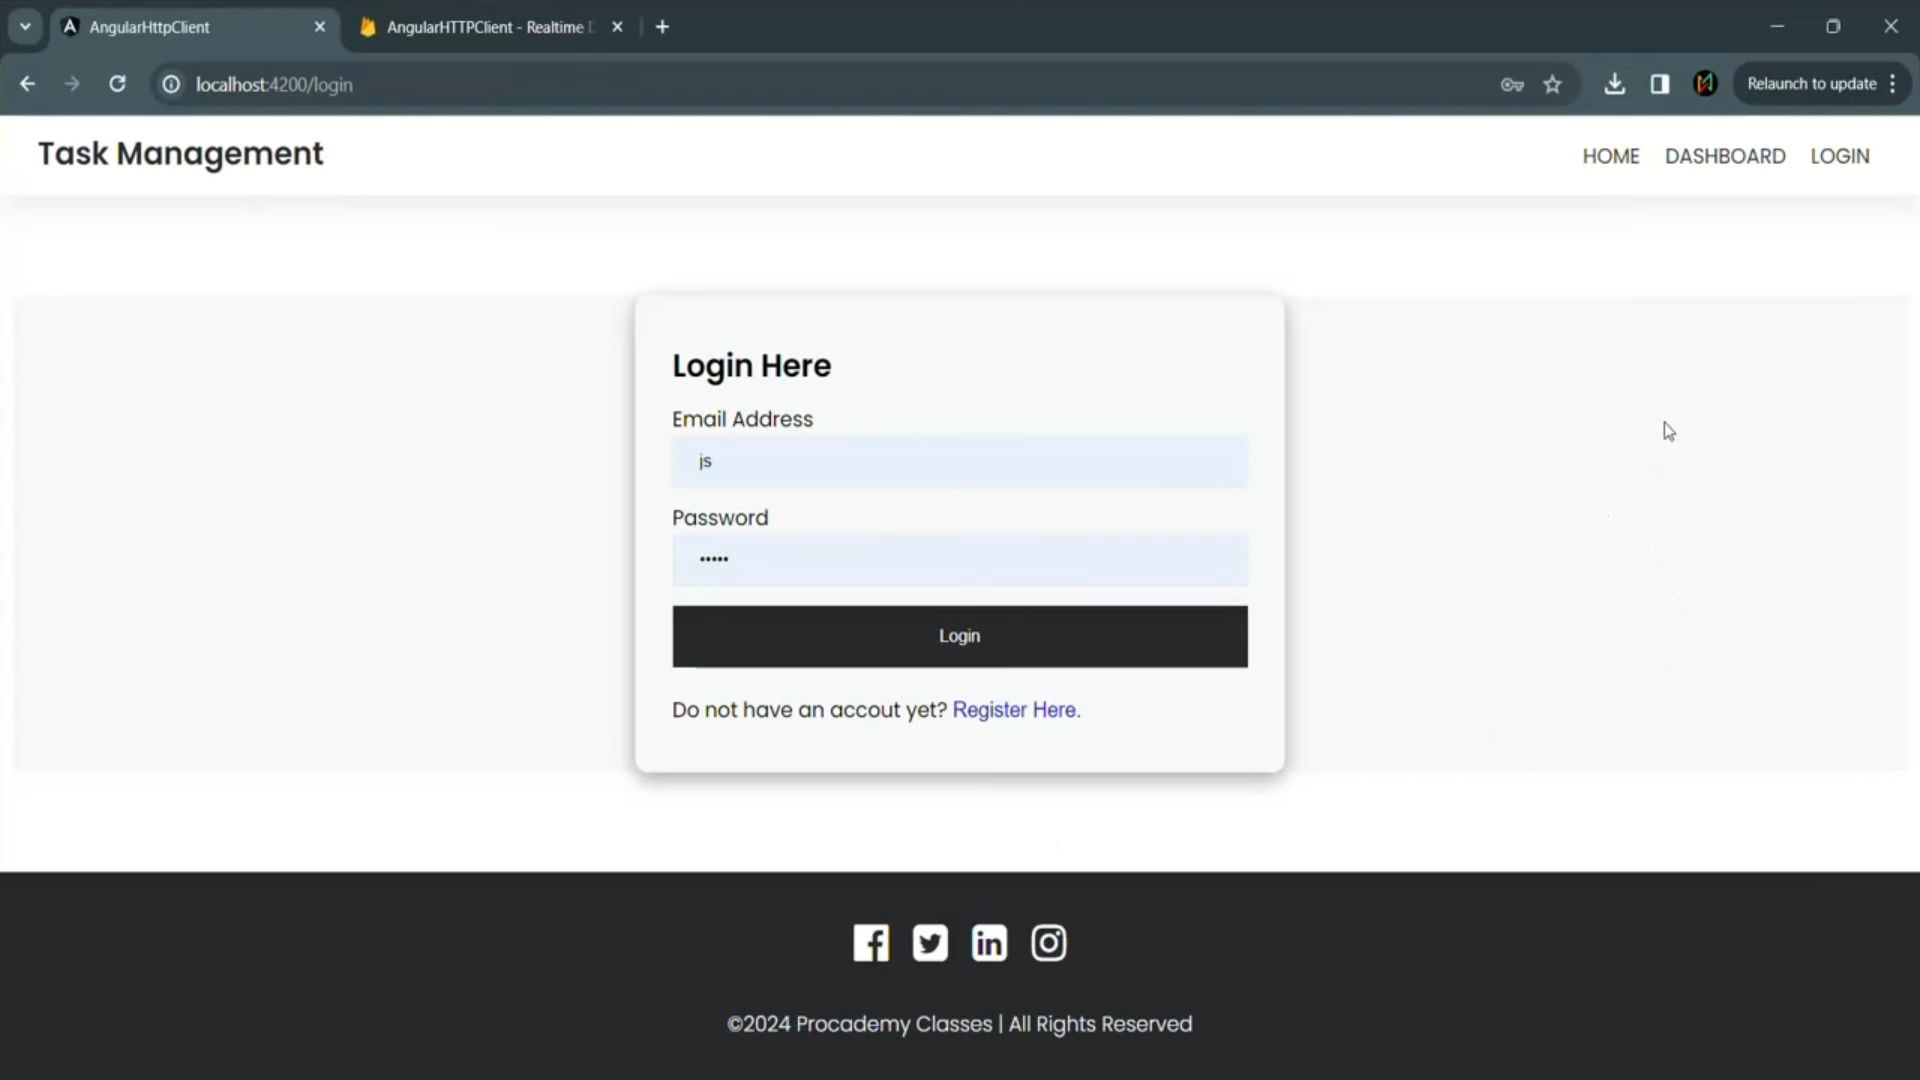 AngularHttpClient
AngularHTTPClient - Realtime
localhost:4200/login
Relaunch to update
Task Management
HOME DASHBOARD LOGIN
Login Here
Email Address
js
Password
•••••
Login
Do not have an accout yet? Register Here.
©2024 Procademy Classes | All Rights Reserved